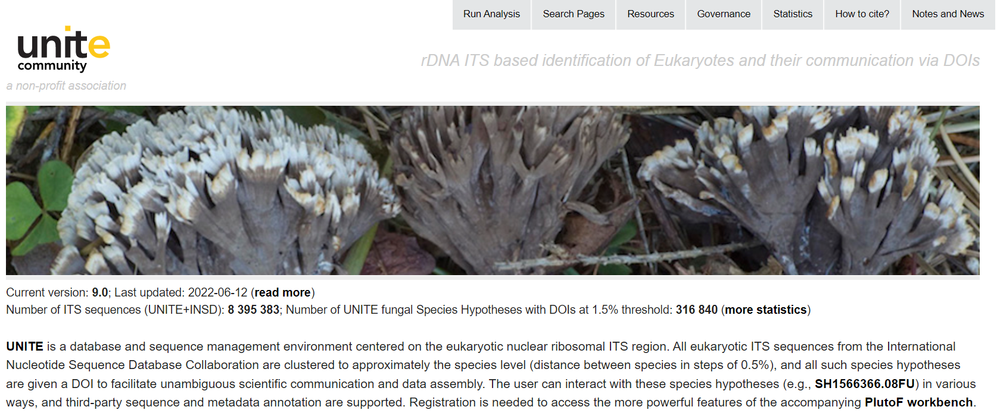 Run Analysis Search Pages Resources Governance Statistics How to cite? Notes and News
unite
community
rDNA ITS based identification of Eukaryotes and their communication via DOIs
a non-profit association
Current version: 9.0; Last updated: 2022-06-12 (read more)
Number of ITS sequences (UNITE+INSD): 8 395 383; Number of UNITE fungal Species Hypotheses with DOIs at 1.5% threshold: 316 840 (more statistics)
UNITE is a database and sequence management environment centered on the eukaryotic nuclear ribosomal ITS region. All eukaryotic ITS sequences from the International
Nucleotide Sequence Database Collaboration are clustered to approximately the species level (distance between species in steps of 0.5%), and all such species hypotheses
are given a DOI to facilitate unambiguous scientific communication and data assembly. The user can interact with these species hypotheses (e.g., SH1566366.08FU) in various
ways, and third-party sequence and metadata annotation are supported. Registration is needed to access the more powerful features of the accompanying PlutoF workbench.